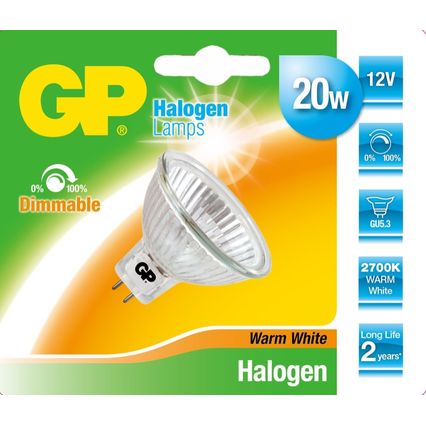 GP®
Halogen
Lamps
20W
12V
0% 100%
0% 100%
Dimmable
GU5.3
GP
2700K
WARM
White
Warm White
Long Life
2 years*
Halogen